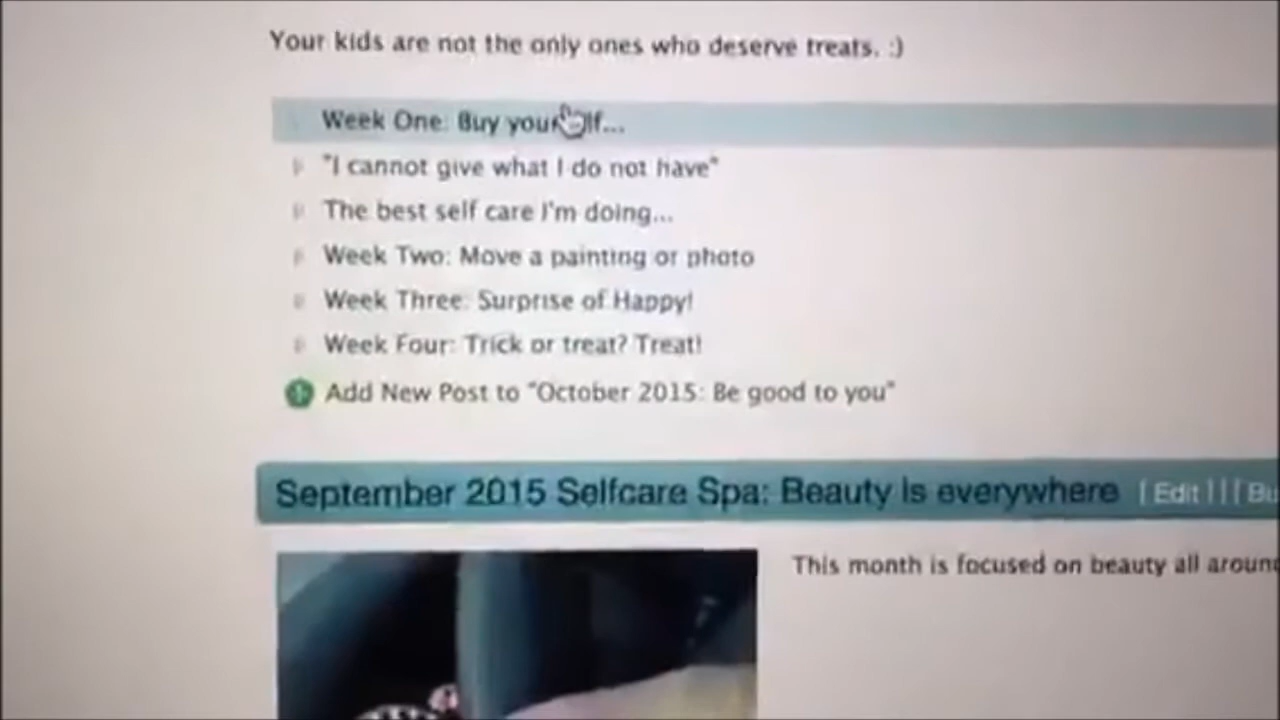 Your kids are not the only ones who deserve treats. :)
Week One: Buy yourself...
"I cannot give what I do not have"
The best self care I'm doing...
Week Two: Move a painting or photo
Week Three: Surprise of Happy!
Week Four: Trick or treat? Treat!
Add New Post to "October 2015: Be good to you"
September 2015 Selfcare Spa: Beauty is everywhere [Edit]
This month is focused on beauty all